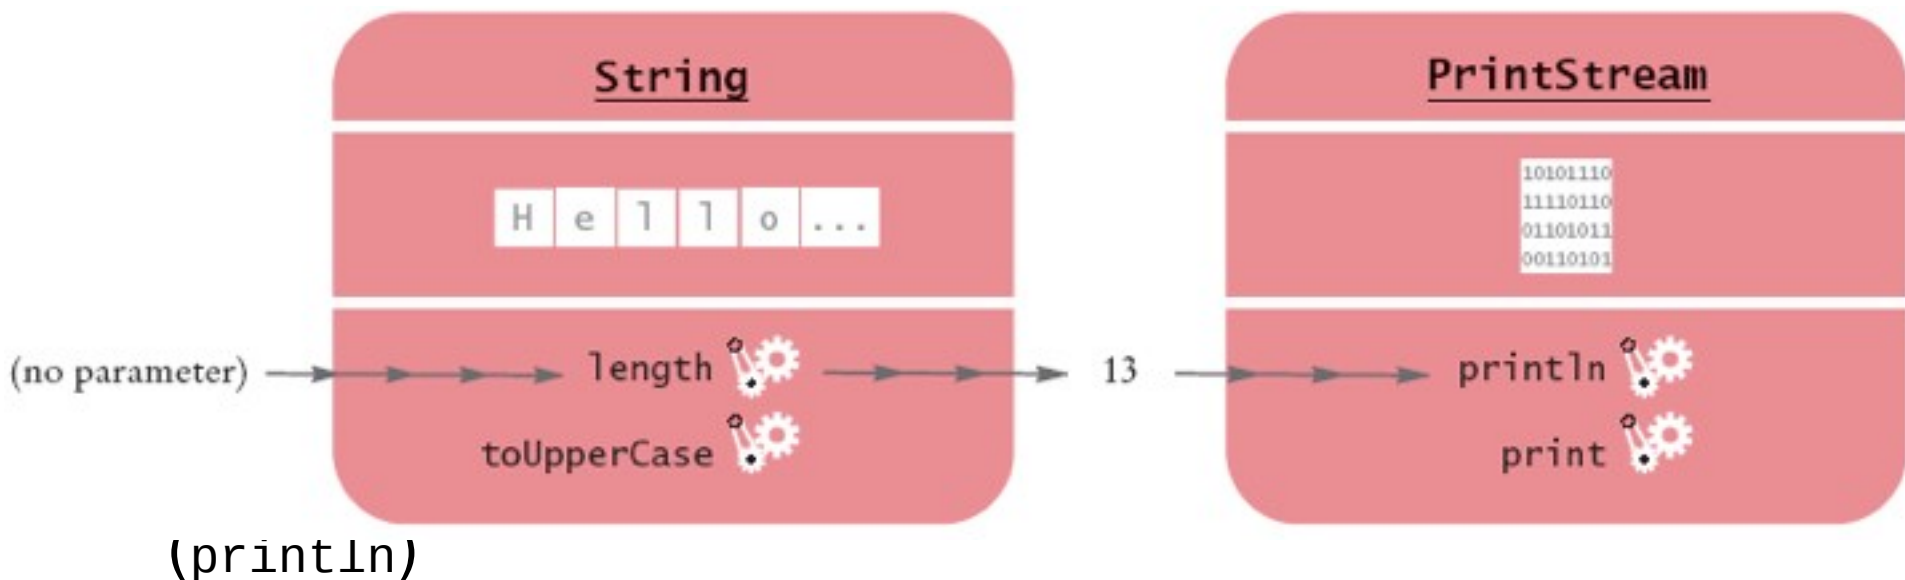 String
PrintStream
H e l l o ...
10101110
11110110
01101011
00110101
(no parameter)
length
13
println
toUpperCase
print
(println)